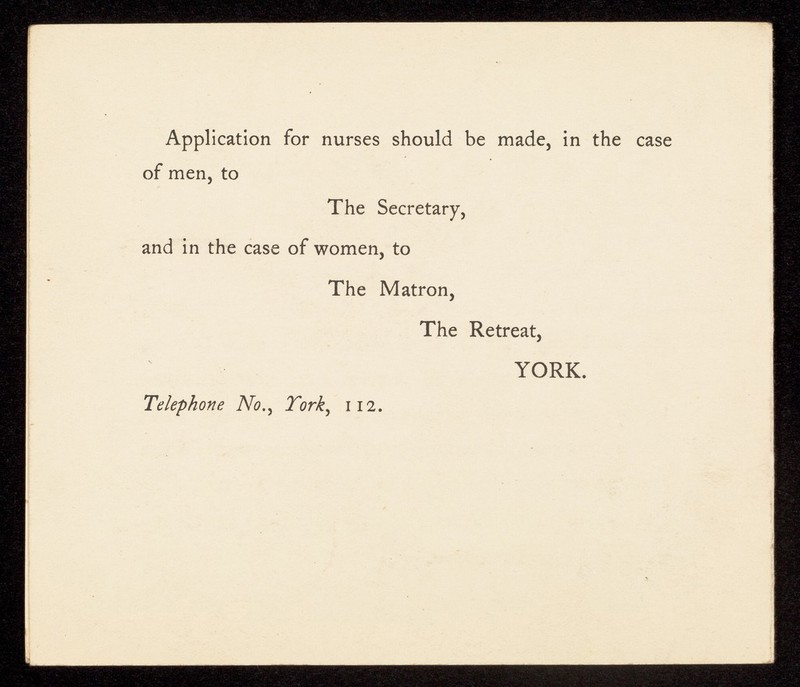 Application for nurses should be made, in the case
of men, to
The Secretary,
and in the case of women, to
The Matron,
The Retreat,
YORK.
Telephone No., York, 112.